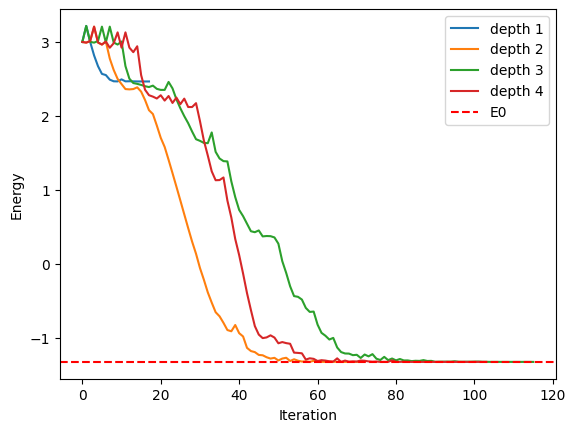 depth 1
depth 2
depth 3
depth 4
E0
3
2
1
0
−1
Energy
0
20
40
60
80
100
120
Iteration